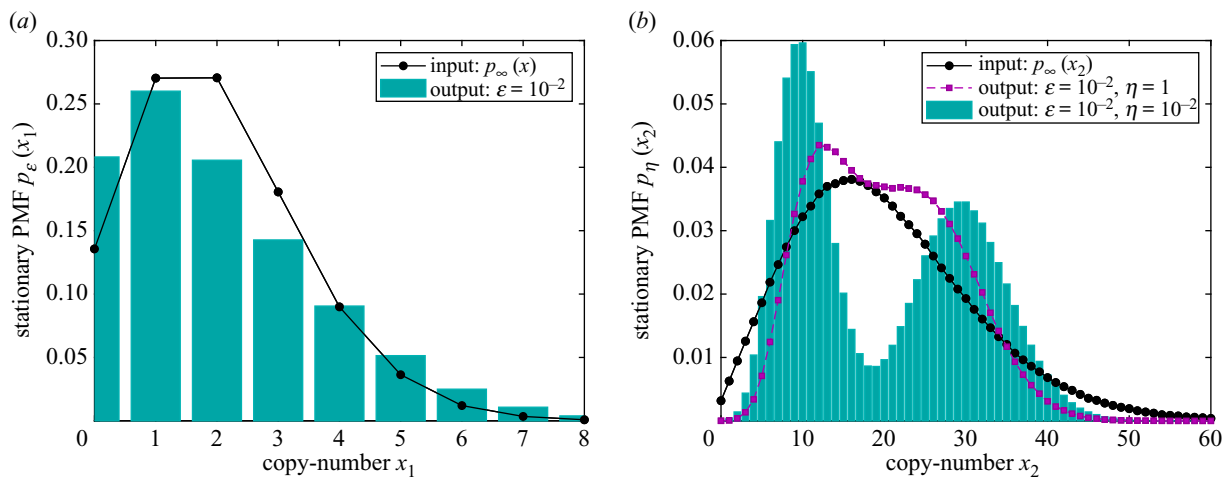 (a)
0.30
0.25
0.20
0.15
0.10
0.05
0 1 2 3 4 5 6 7 8
stationary PMF pε (x1)
copy-number x1
input: p∞ (x)
output: ε = 10–2
(b)
0.06
0.05
0.04
0.03
0.02
0.01
0 10 20 30 40 50 60
stationary PMF pη (x2)
copy-number x2
input: p∞ (x2)
output: ε = 10–2, η = 1
output: ε = 10–2, η = 10–2